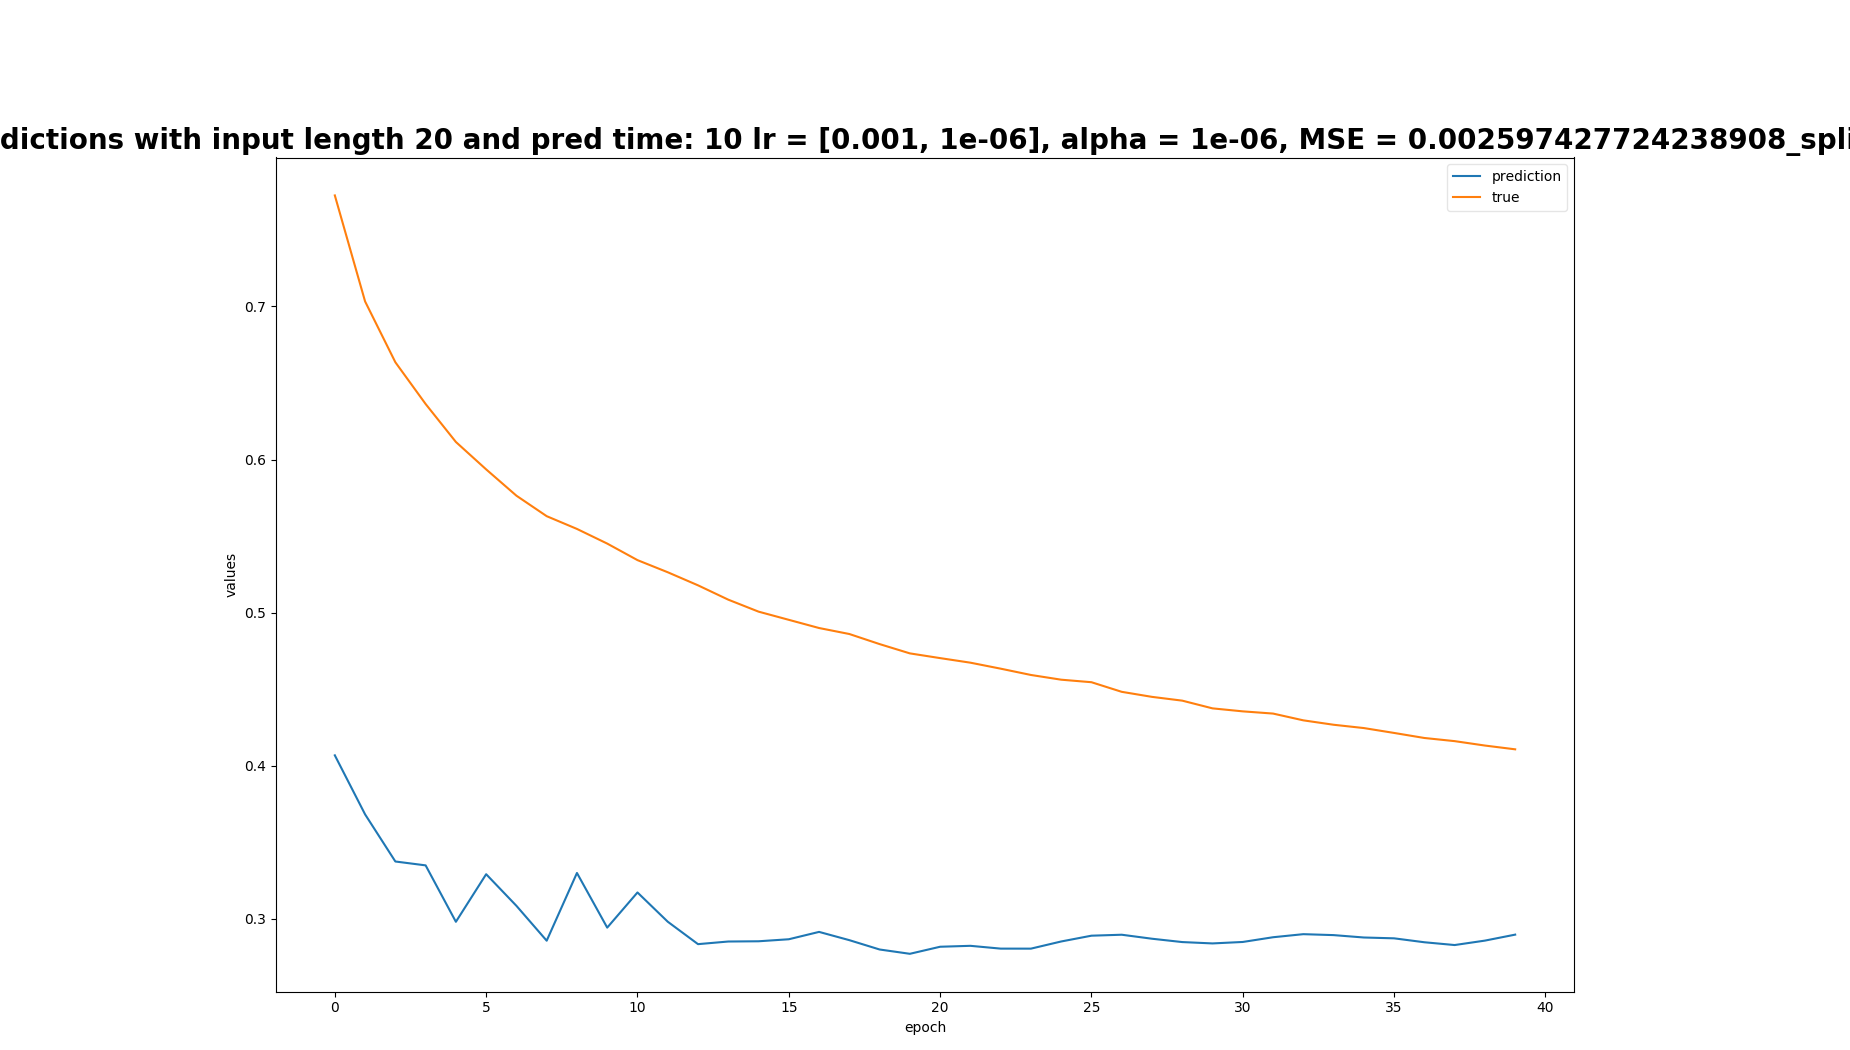 dictions with input length 20 and pred time: 10 lr = [0.001, 1e-06], alpha = 1e-06, MSE = 0.002597427724238908_spli
prediction
true
0.7
0.6
0.5
0.4
0.3
values
0 5 10 15 20 25 30 35 40
epoch